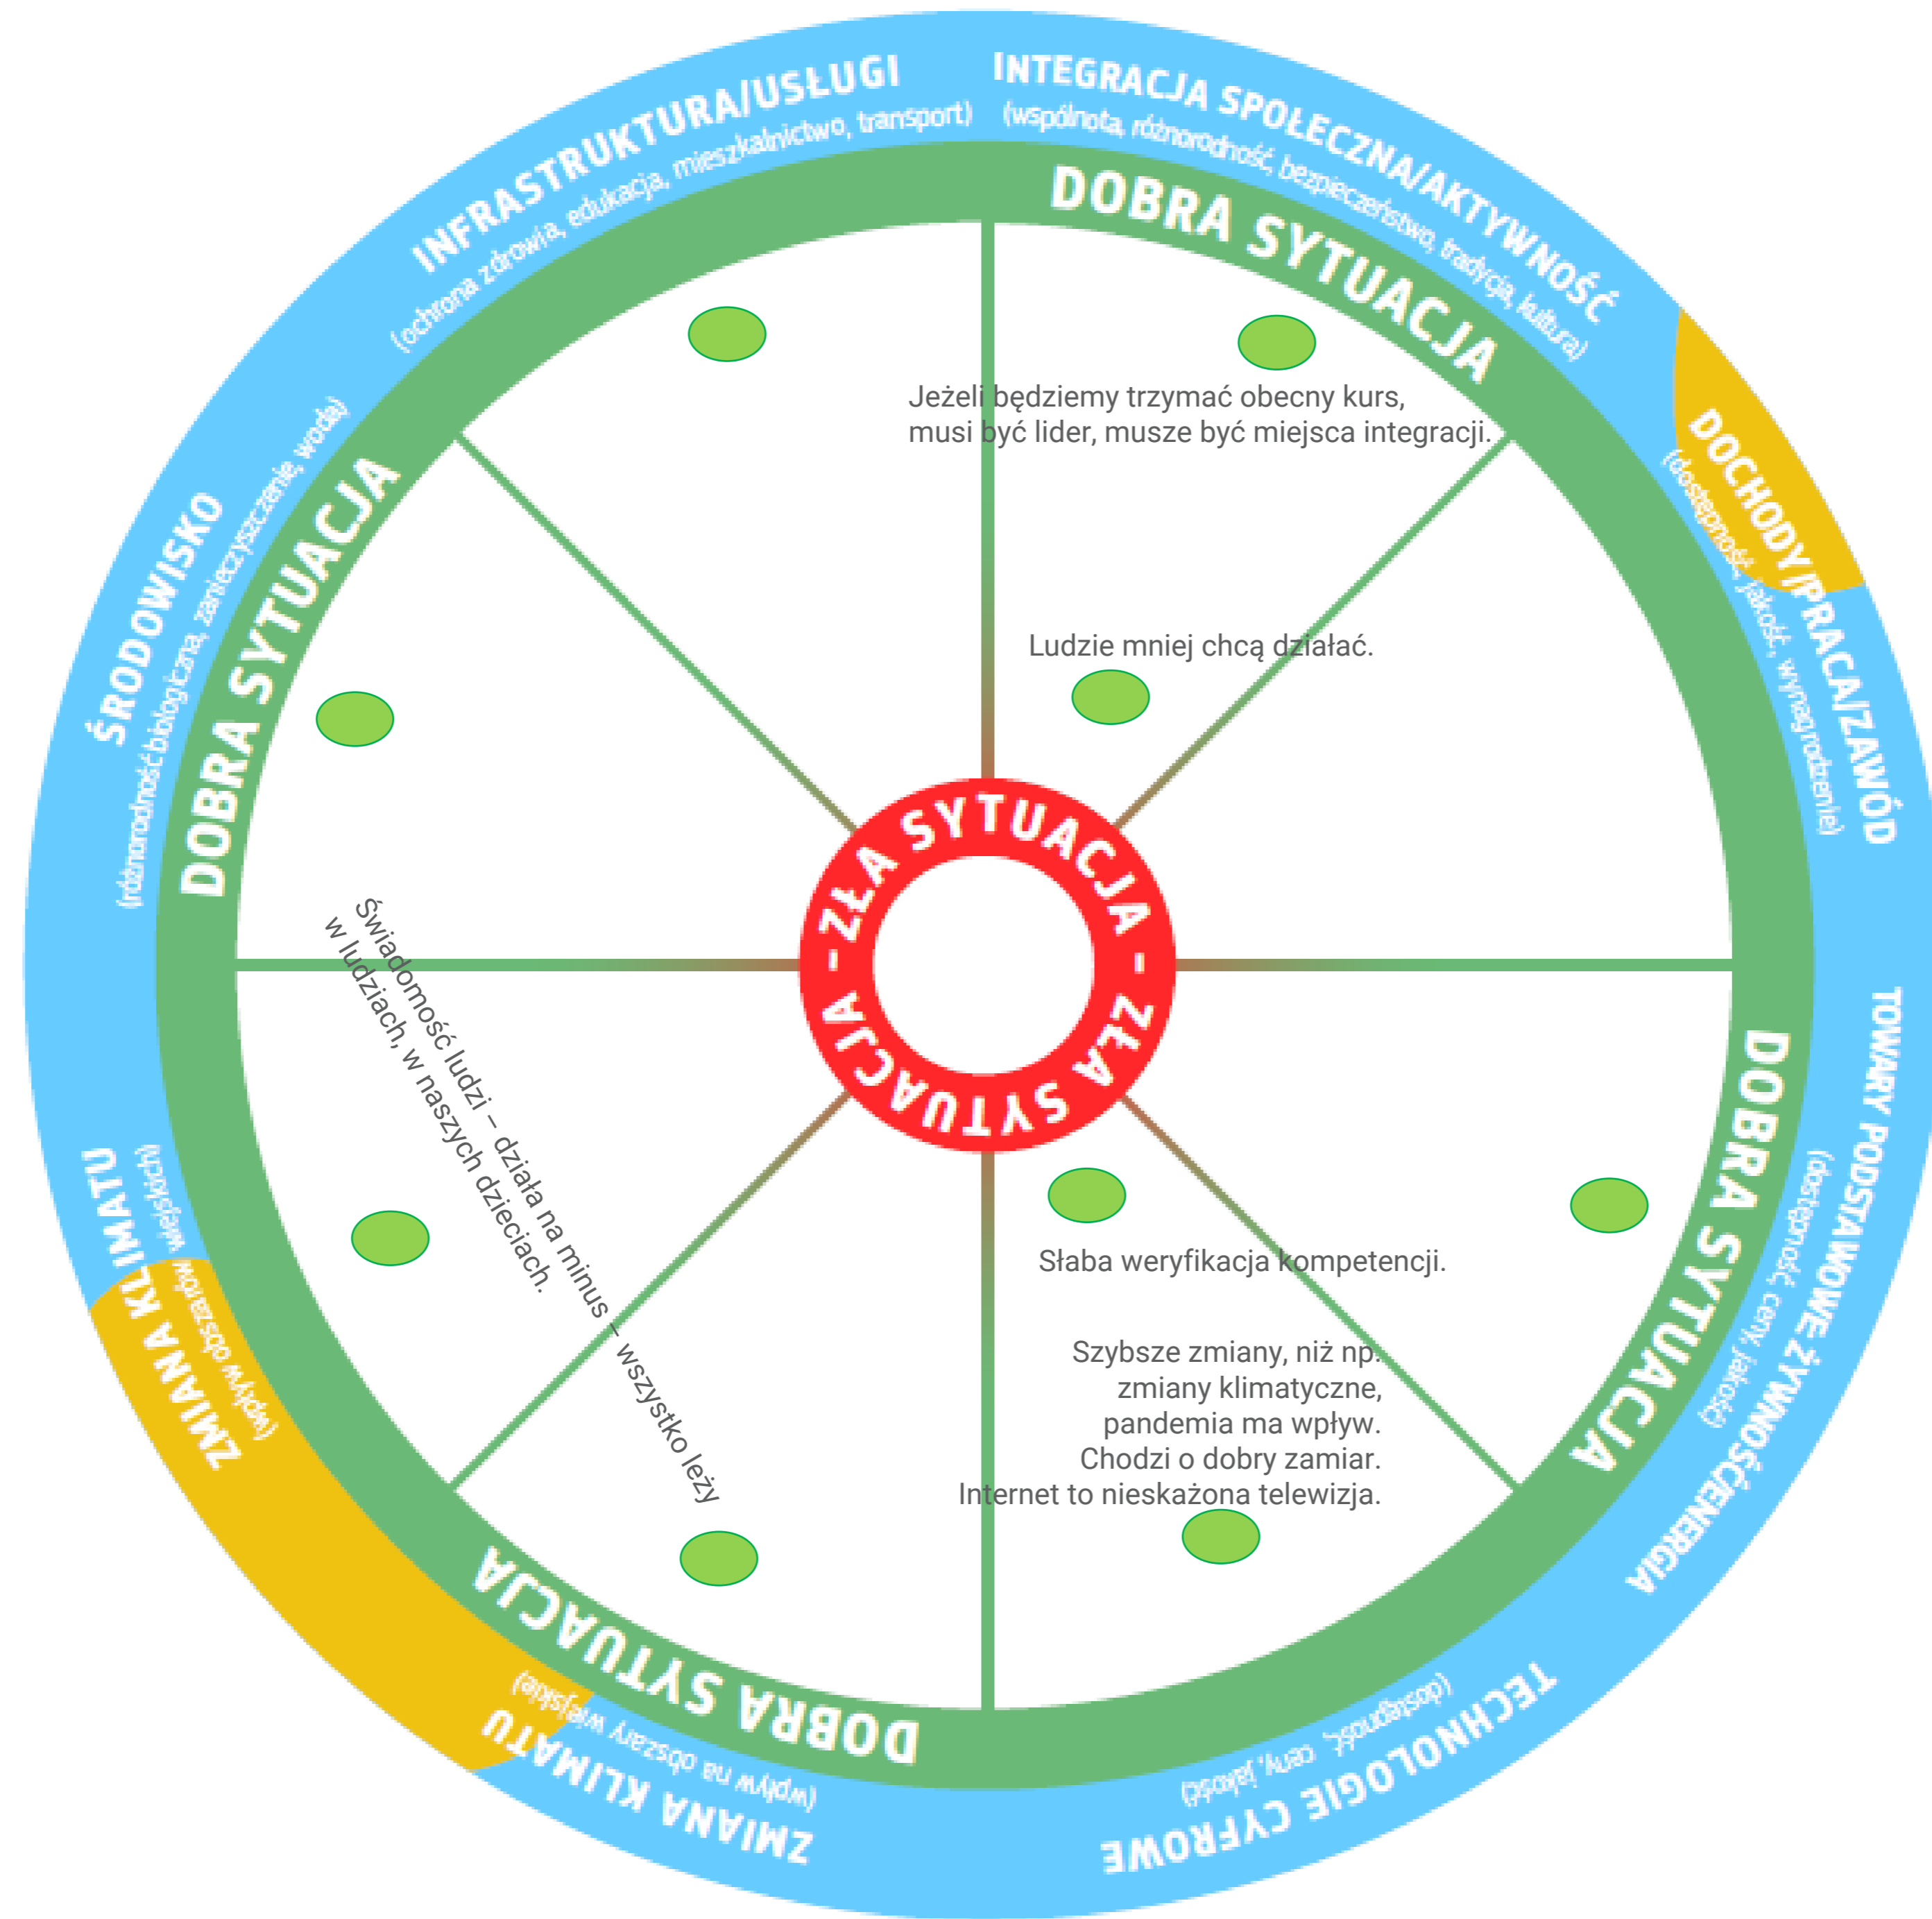 INFRASTRUKTURA/USŁUGI
(ochrona zdrowia, edukacja, mieszkalnictwo, transport)
INTEGRACJA SPOŁECZNA/AKTYWNOŚĆ
(wspólnota, różnorodność, bezpieczeństwo, tradycja, kultura)
DOBRA SYTUACJA
DOCHODY/PRACA/ZAWÓD
(dostępność, jakość, wynagrodzenie)
ŚRODOWISKO
(różnorodność biologiczna, zanieczyszczenie, woda)
DOBRA SYTUACJA
Jeżeli będziemy trzymać obecny kurs,
musi być lider, musze być miejsca integracji.
Ludzie mniej chcą działać.
ZŁA SYTUACJA - ZŁA SYTUACJA -
Świadomość ludzi – działa na minus – wszystko leży
w ludziach, w naszych dzieciach.
Słaba weryfikacja kompetencji.
Szybsze zmiany, niż np.
zmiany klimatyczne,
pandemia ma wpływ.
Chodzi o dobry zamiar.
Internet to nieskażona telewizja.
TOWARY PODSTAWOWE ŻYWNOŚĆ/ENERGIA
(dostępność, ceny, jakość)
DOBRA SYTUACJA
TECHNOLOGIE CYFROWE
(dostępność, ceny, jakość)
ZMIANA KLIMATU
(wpływ na obszary wiejskie)
DOBRA SYTUACJA
ZMIANA KLIMATU
(wpływ obszarów wiejskich)